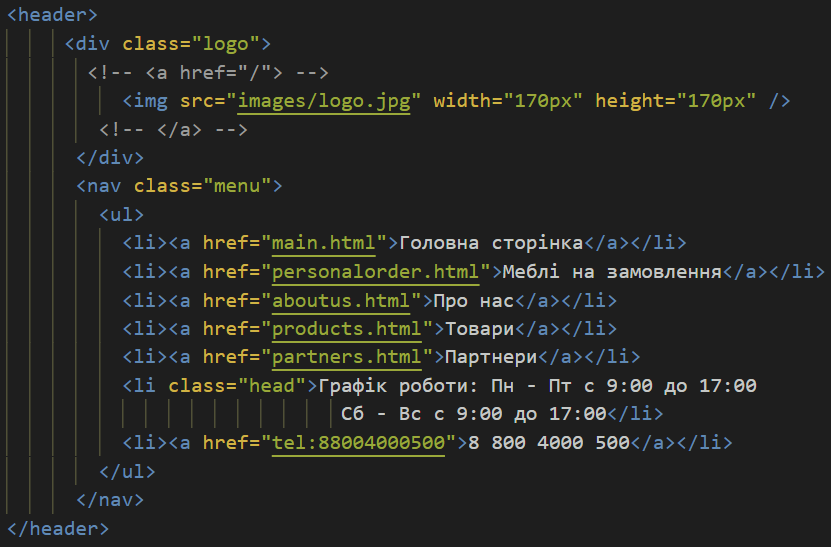 <header>
<div class="logo">
<!-- <a href="/"> -->
<img src="images/logo.jpg" width="170px" height="170px" />
<!-- </a> -->
</div>
<nav class="menu">
<ul>
<li><a href="main.html">Головна сторінка</a></li>
<li><a href="personalorder.html">Меблі на замовлення</a></li>
<li><a href="aboutus.html">Про нас</a></li>
<li><a href="products.html">Товари</a></li>
<li><a href="partners.html">Партнери</a></li>
<li class="head">Графік роботи: Пн - Пт с 9:00 до 17:00
Сб - Вс с 9:00 до 17:00</li>
<li><a href="tel:88004000500">8 800 4000 500</a></li>
</ul>
</nav>
</header>